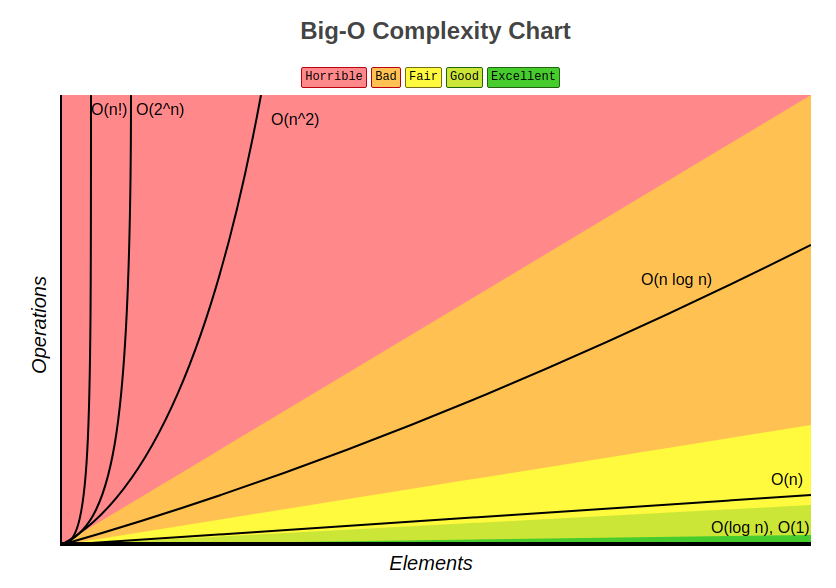 Big-O Complexity Chart
Horrible Bad Fair Good Excellent
O(n!) O(2^n)
O(n^2)
O(n log n)
Operations
O(n)
O(log n), O(1)
Elements